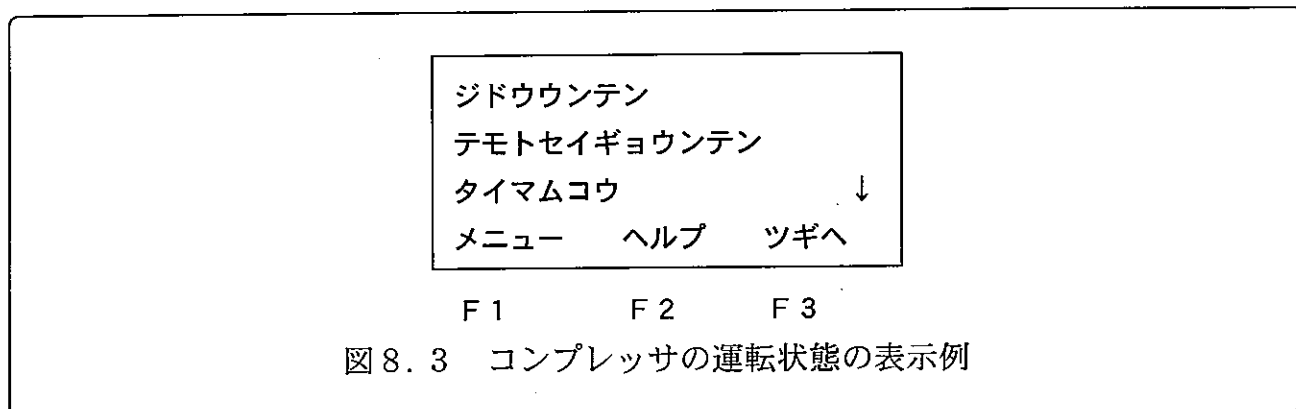 ジドウウンテン
テモトセイギョウンテン
タイマムコウ ↓
メニュー ヘルプ ツギヘ
F1 F2 F3
図8.3 コンプレッサの運転状態の表示例